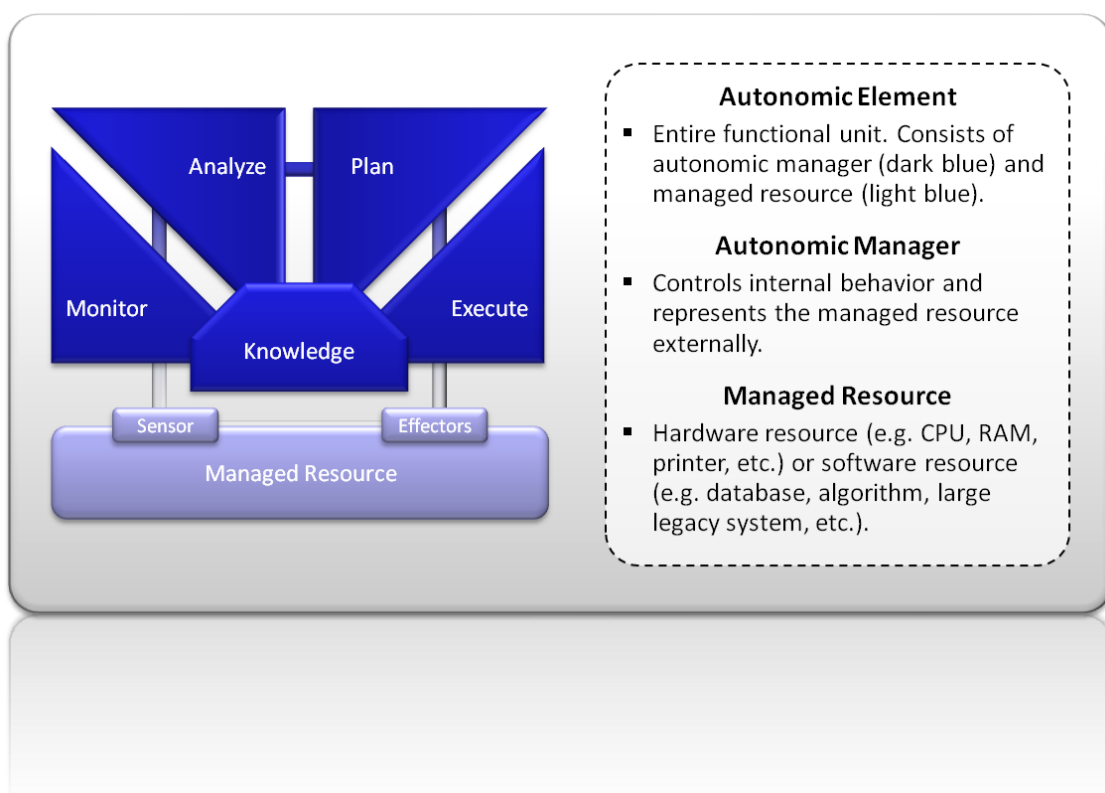 Analyze
Plan
Monitor
Execute
Knowledge
Sensor
Effectors
Managed Resource
Autonomic Element
▪ Entire functional unit. Consists of
autonomic manager (dark blue) and
managed resource (light blue).
Autonomic Manager
▪ Controls internal behavior and
represents the managed resource
externally.
Managed Resource
▪ Hardware resource (e.g. CPU, RAM,
printer, etc.) or software resource
(e.g. database, algorithm, large
legacy system, etc.).